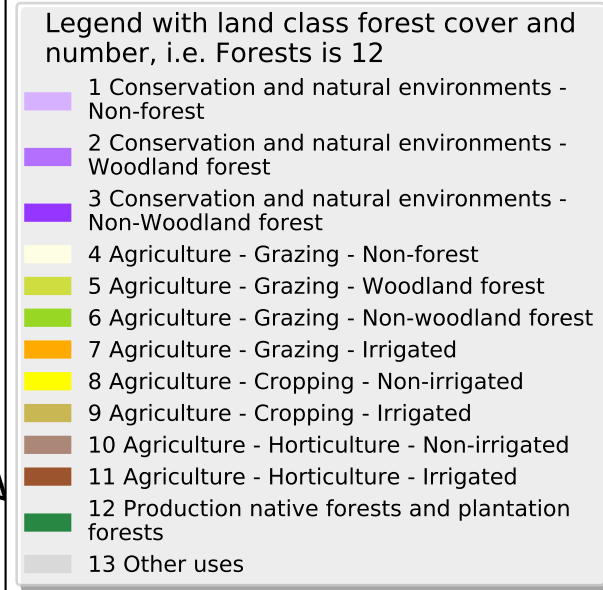 Legend with land class forest cover and
number, i.e. Forests is 12
1 Conservation and natural environments -
Non-forest
2 Conservation and natural environments -
Woodland forest
3 Conservation and natural environments -
Non-Woodland forest
4 Agriculture - Grazing - Non-forest
5 Agriculture - Grazing - Woodland forest
6 Agriculture - Grazing - Non-woodland forest
7 Agriculture - Grazing - Irrigated
8 Agriculture - Cropping - Non-irrigated
9 Agriculture - Cropping - Irrigated
10 Agriculture - Horticulture - Non-irrigated
11 Agriculture - Horticulture - Irrigated
12 Production native forests and plantation
forests
13 Other uses